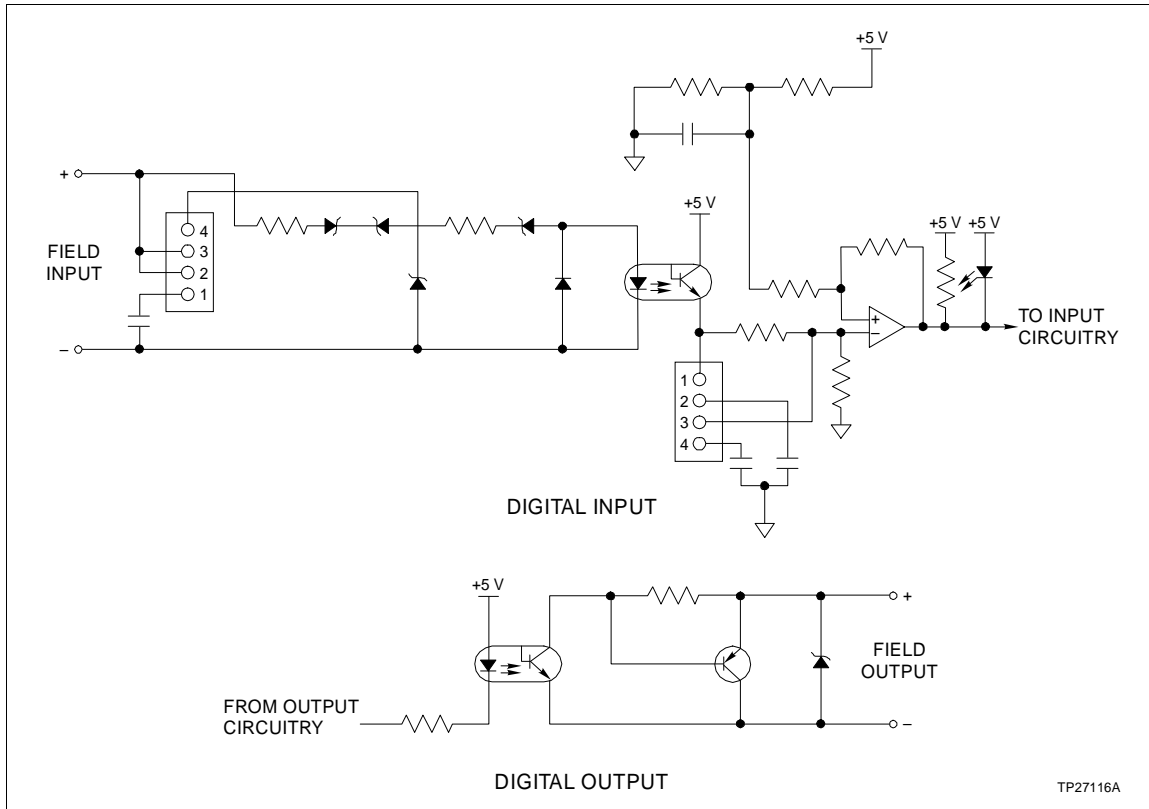 +5 V
+
FIELD
INPUT
4
3
2
1
–
+5 V
+5 V
+5 V
+
–
TO INPUT
CIRCUITRY
1
2
3
4
DIGITAL INPUT
+5 V
+
FIELD
OUTPUT
–
FROM OUTPUT
CIRCUITRY
DIGITAL OUTPUT
TP27116A